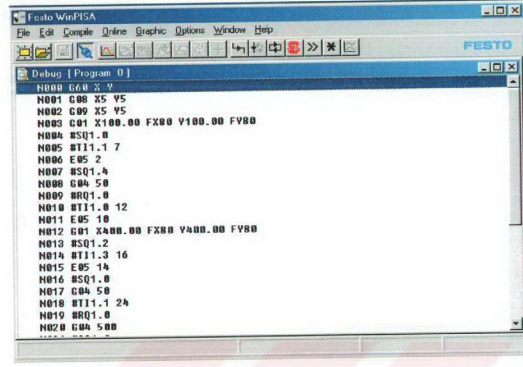 Festo WinPISA
File Edit Compile Online Graphic Options Window Help
FESTO
Debug [Program 0]
N000 G60 X Y
N001 G08 X5 Y5
N002 G09 X5 Y5
N003 G01 X100.00 FX80 Y100.00 FY80
N004 #SQ1.0
N005 #TI1.1 7
N006 E05 2
N007 #SQ1.4
N008 G04 50
N009 #RQ1.0
N010 #TI1.0 12
N011 E05 10
N012 G01 X400.00 FX80 Y400.00 FY80
N013 #SQ1.2
N014 #TI1.3 16
N015 E05 14
N016 #SQ1.0
N017 G04 50
N018 #TI1.1 24
N019 #RQ1.0
N020 G04 500